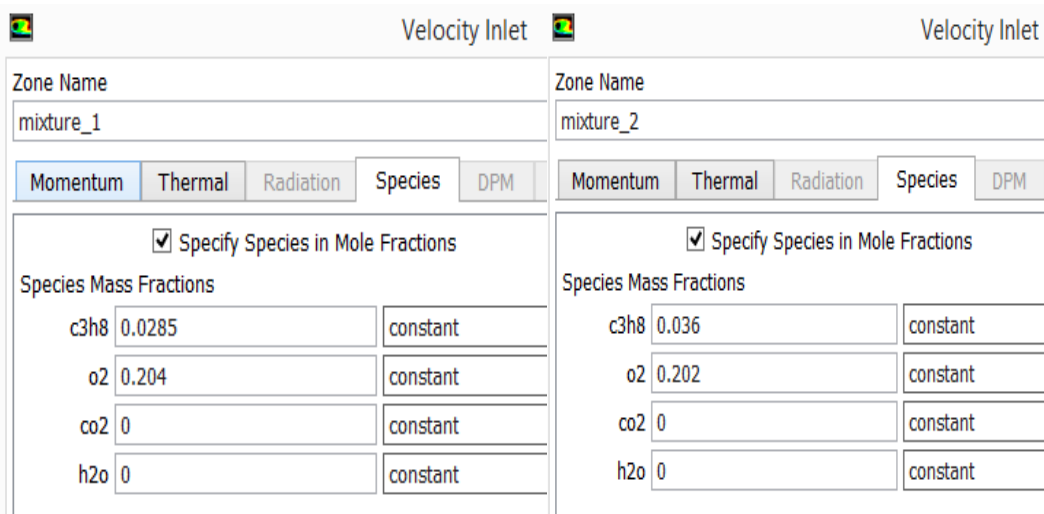 Velocity Inlet
Zone Name
mixture_1
Momentum Thermal Radiation Species DPM
Specify Species in Mole Fractions
Species Mass Fractions
c3h8 0.0285 constant
o2 0.204 constant
co2 0 constant
h2o 0 constant
Velocity Inlet
Zone Name
mixture_2
Momentum Thermal Radiation Species DPM
Specify Species in Mole Fractions
Species Mass Fractions
c3h8 0.036 constant
o2 0.202 constant
co2 0 constant
h2o 0 constant